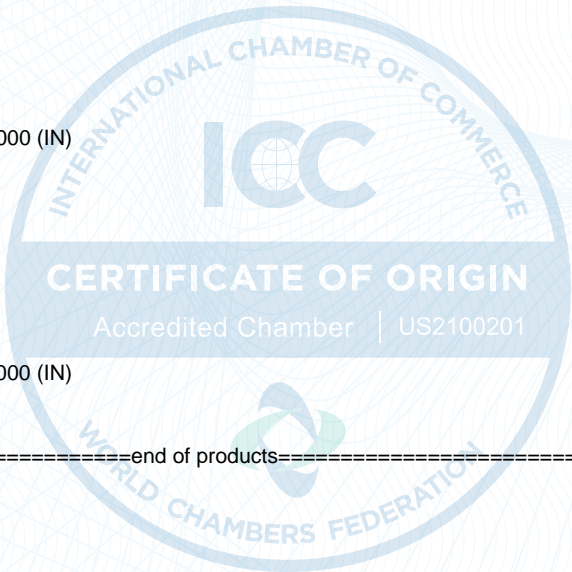 INTERNATIONAL CHAMBER OF COMMERCE
000 (IN)
ICC
CERTIFICATE OF ORIGIN
Accredited Chamber | US2100201
000 (IN)
===========end of products=========================
WORLD CHAMBERS FEDERATION